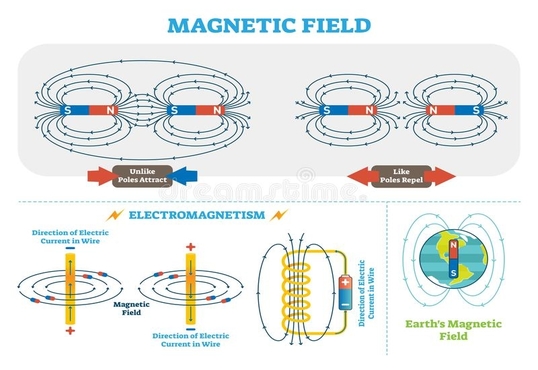 MAGNETIC FIELD
S N S N
S N N S
Unlike
Poles Attract
Like
Poles Repel
dreamstime
ELECTROMAGNETISM
Direction of Electric
Current in Wire
-
+
Magnetic
Field
+
-
Direction of Electric
Current in Wire
+
-
Direction of Electric
Current in Wire
N
S
Earth's Magnetic
Field